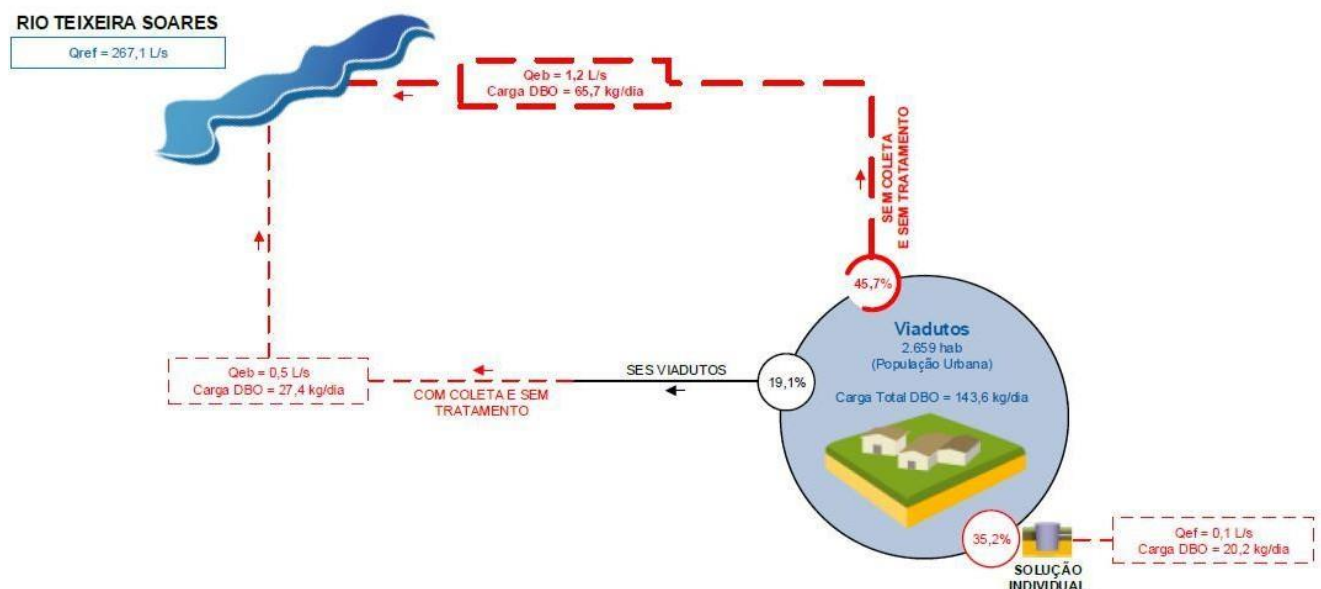 RIO TEIXEIRA SOARES
Qref = 267,1 L/s
Qeb = 1,2 L/s
Carga DBO = 65,7 kg/dia
SEM COLETA
E SEM TRATAMENTO
45,7%
Viadutos
2.659 hab
(População Urbana)
Carga Total DBO = 143,6 kg/dia
19,1%
SES VIADUTOS
COM COLETA E SEM
TRATAMENTO
Qeb = 0,5 L/s
Carga DBO = 27,4 kg/dia
35,2%
SOLUÇÃO
INDIVIDUAL
Qef = 0,1 L/s
Carga DBO = 20,2 kg/dia